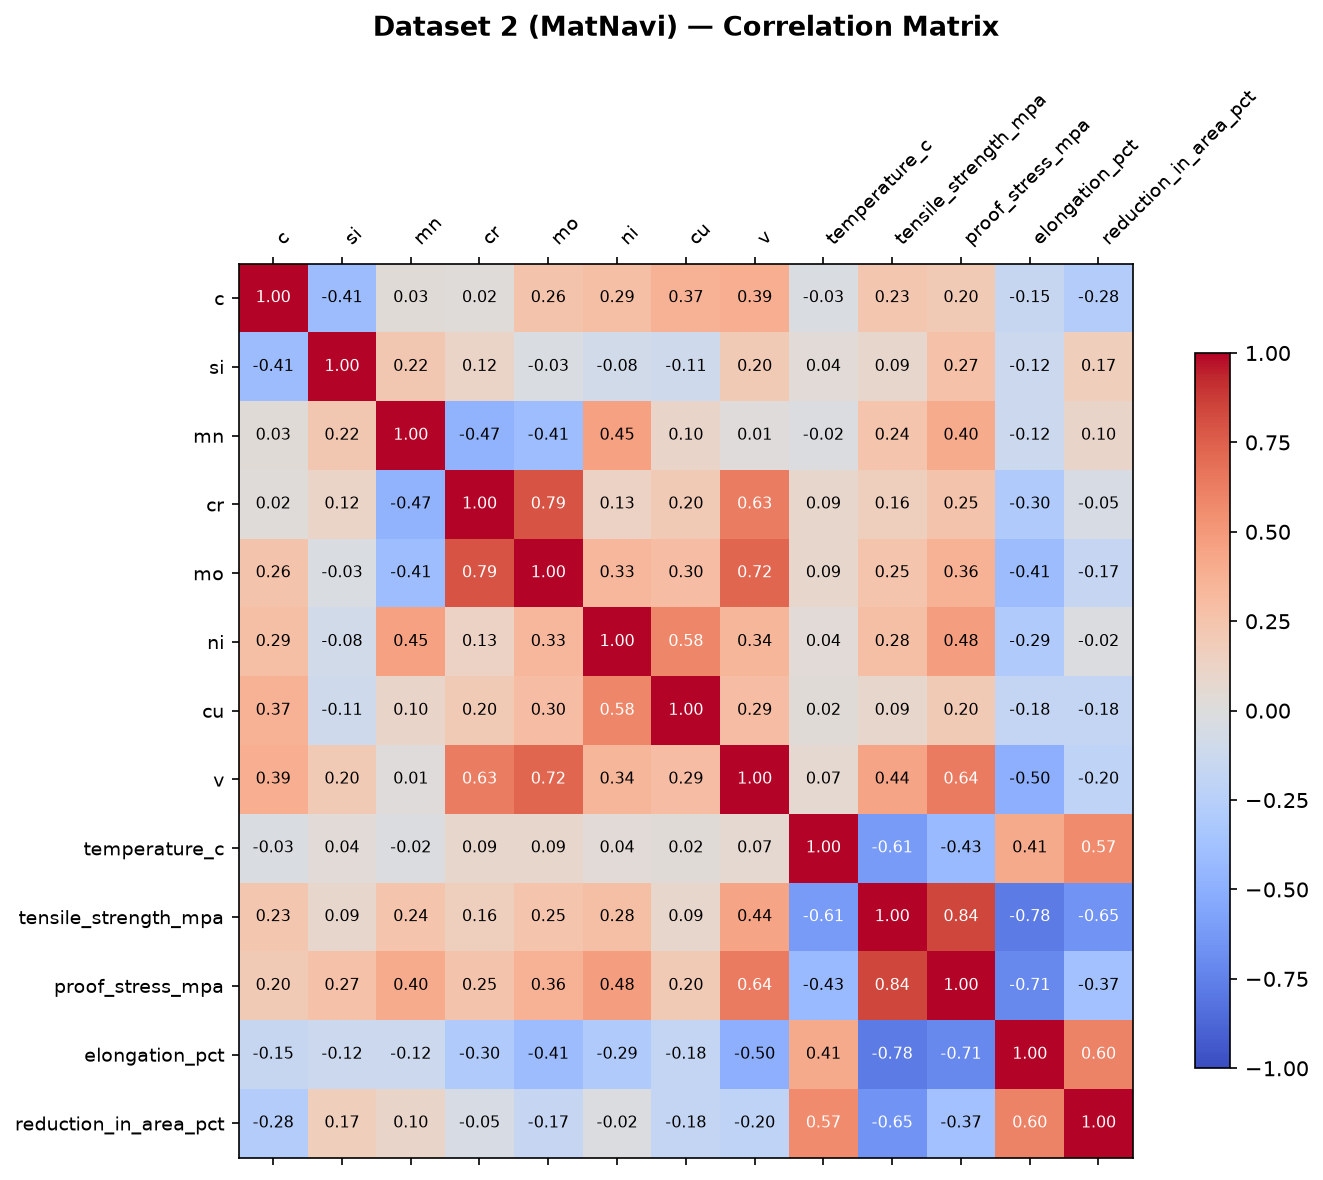 Dataset 2 (MatNavi) — Correlation Matrix
c si mn cr mo ni cu v temperature_c tensile_strength_mpa proof_stress_mpa elongation_pct reduction_in_area_pct
c 1.00 -0.41 0.03 0.02 0.26 0.29 0.37 0.39 -0.03 0.23 0.20 -0.15 -0.28
si -0.41 1.00 0.22 0.12 -0.03 -0.08 -0.11 0.20 0.04 0.09 0.27 -0.12 0.17
mn 0.03 0.22 1.00 -0.47 -0.41 0.45 0.10 0.01 -0.02 0.24 0.40 -0.12 0.10
cr 0.02 0.12 -0.47 1.00 0.79 0.13 0.20 0.63 0.09 0.16 0.25 -0.30 -0.05
mo 0.26 -0.03 -0.41 0.79 1.00 0.33 0.30 0.72 0.09 0.25 0.36 -0.41 -0.17
ni 0.29 -0.08 0.45 0.13 0.33 1.00 0.58 0.34 0.04 0.28 0.48 -0.29 -0.02
cu 0.37 -0.11 0.10 0.20 0.30 0.58 1.00 0.29 0.02 0.09 0.20 -0.18 -0.18
v 0.39 0.20 0.01 0.63 0.72 0.34 0.29 1.00 0.07 0.44 0.64 -0.50 -0.20
temperature_c -0.03 0.04 -0.02 0.09 0.09 0.04 0.02 0.07 1.00 -0.61 -0.43 0.41 0.57
tensile_strength_mpa 0.23 0.09 0.24 0.16 0.25 0.28 0.09 0.44 -0.61 1.00 0.84 -0.78 -0.65
proof_stress_mpa 0.20 0.27 0.40 0.25 0.36 0.48 0.20 0.64 -0.43 0.84 1.00 -0.71 -0.37
elongation_pct -0.15 -0.12 -0.12 -0.30 -0.41 -0.29 -0.18 -0.50 0.41 -0.78 -0.71 1.00 0.60
reduction_in_area_pct -0.28 0.17 0.10 -0.05 -0.17 -0.02 -0.18 -0.20 0.57 -0.65 -0.37 0.60 1.00
1.00
0.75
0.50
0.25
0.00
−0.25
−0.50
−0.75
−1.00